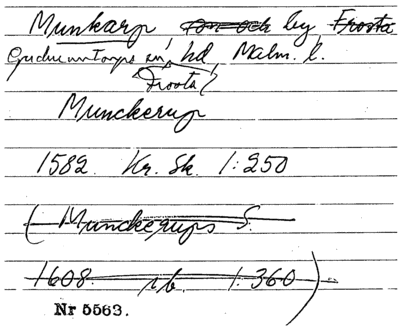 Munkarp, ~~sn och~~ by ~~Frosta~~
Gudmuntorps sn, hd, Malm. l.
Frosta
Munckerup
1582. Kr. Sk. 1:250
~~(Munckerups S.~~
~~1608. rb. 1:360)~~.
Nr 5563.